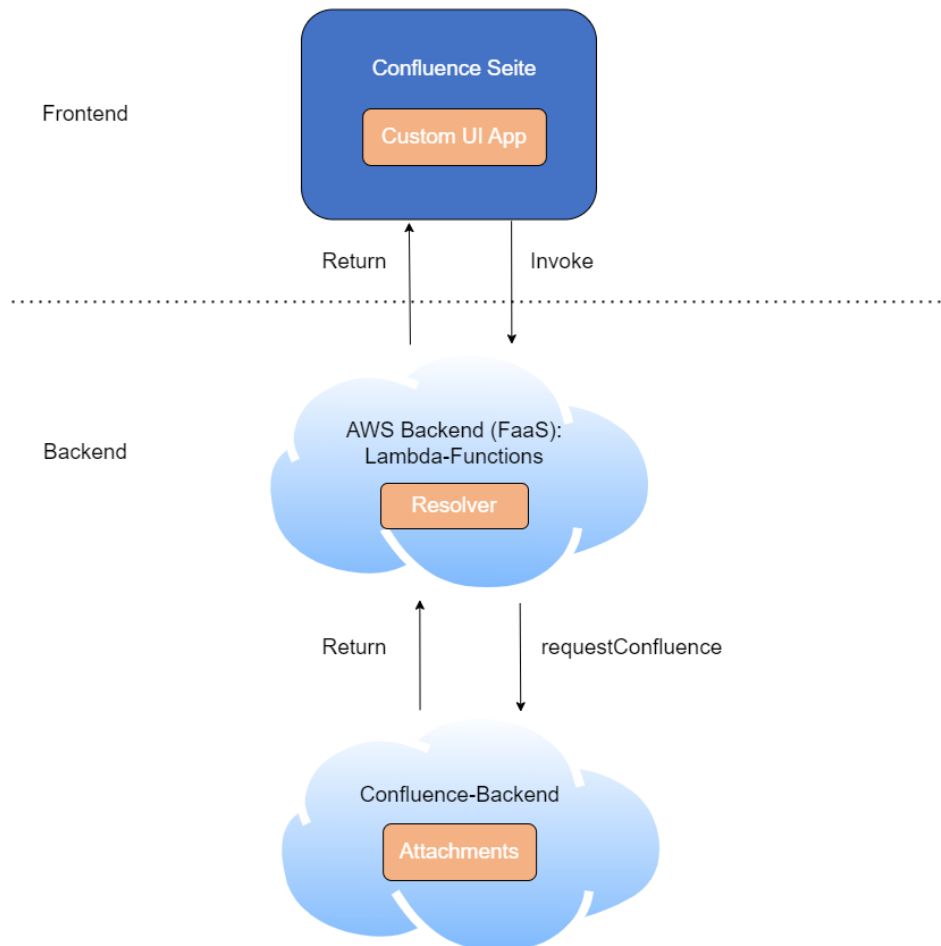 Confluence Seite
Frontend
Custom UI App
Return
Invoke
AWS Backend (FaaS):
Lambda-Functions
Backend
Resolver
Return
requestConfluence
Confluence-Backend
Attachments